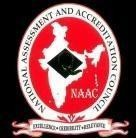 NATIONAL ASSESSMENT AND ACCREDITATION COUNCIL
NAAC
EXCELLENCE • CREDIBILITY • RELEVANCE